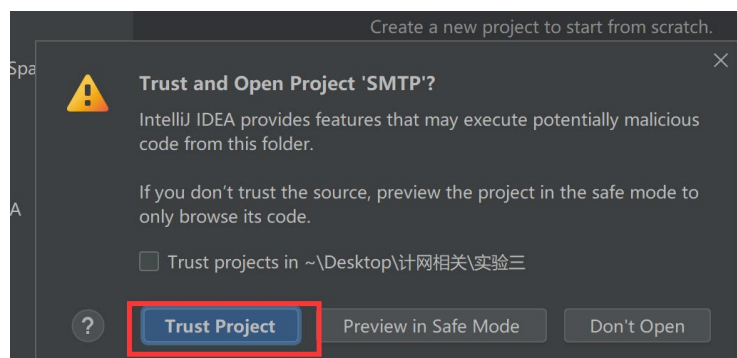 Create a new project to start from scratch.
Spa
Trust and Open Project 'SMTP'?
IntelliJ IDEA provides features that may execute potentially malicious
code from this folder.
If you don't trust the source, preview the project in the safe mode to
only browse its code.
A
Trust projects in ~\Desktop\计网相关\实验三
?
Trust Project
Preview in Safe Mode
Don't Open